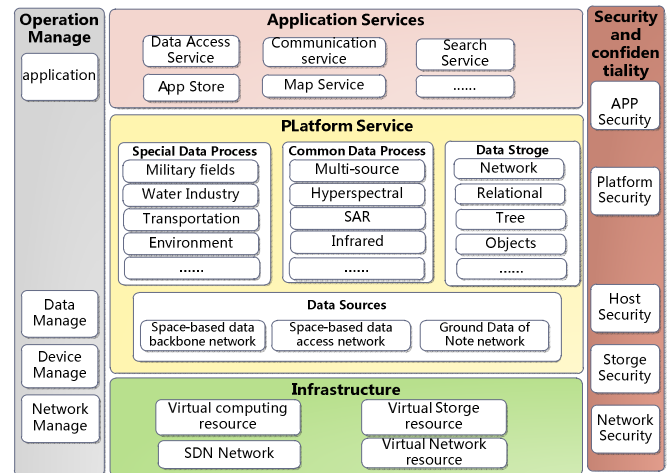 Operation
Manage
application
Data
Manage
Device
Manage
Network
Manage
Application Services
Data Access
Service
Communication
service
Search
Service
App Store
Map Service
......
PLatform Service
Special Data Process
Military fields
Water Industry
Transportation
Environment
......
Common Data Process
Multi-source
Hyperspectral
SAR
Infrared
......
Data Stroge
Network
Relational
Tree
Objects
......
Data Sources
Space-based data
backbone network
Space-based data
access network
Ground Data of
Note network
Infrastructure
Virtual computing
resource
Virtual Storge
resource
SDN Network
Virtual Network
resource
Security
and
confiden
tiality
APP
Security
Platform
Security
Host
Security
Storge
Security
Network
Security